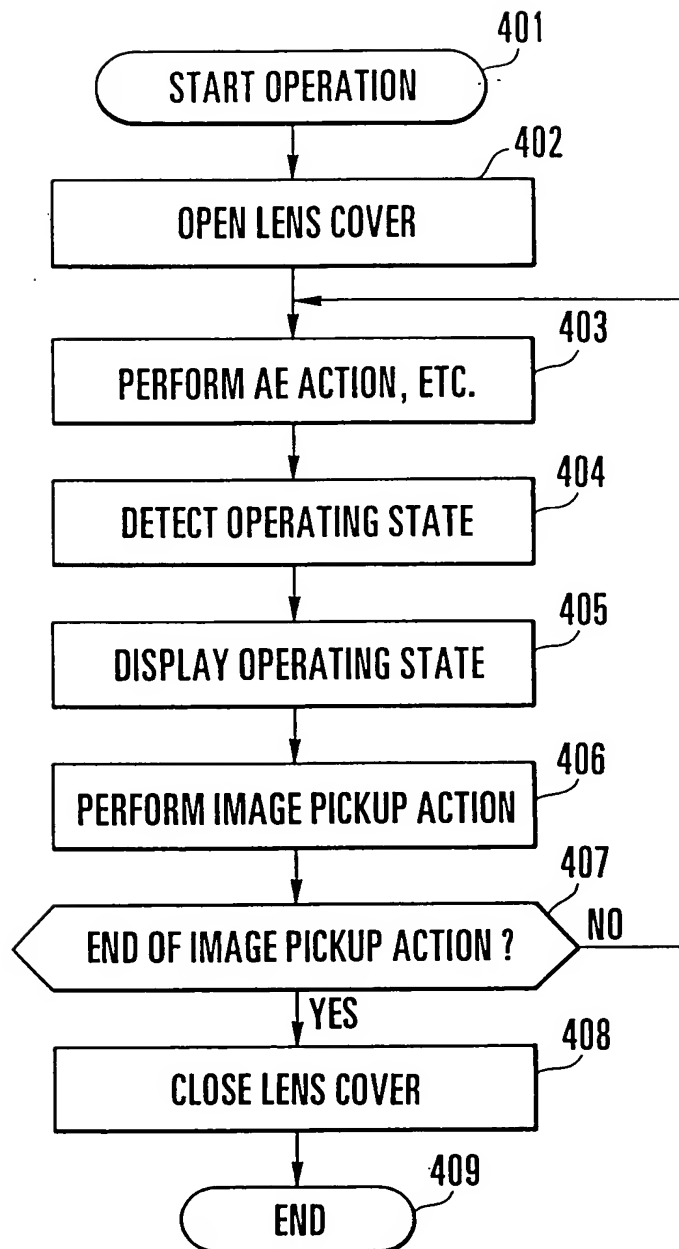 401
START OPERATION
402
OPEN LENS COVER
403
PERFORM AE ACTION, ETC.
404
DETECT OPERATING STATE
405
DISPLAY OPERATING STATE
406
PERFORM IMAGE PICKUP ACTION
407
END OF IMAGE PICKUP ACTION ?
NO
YES
408
CLOSE LENS COVER
409
END